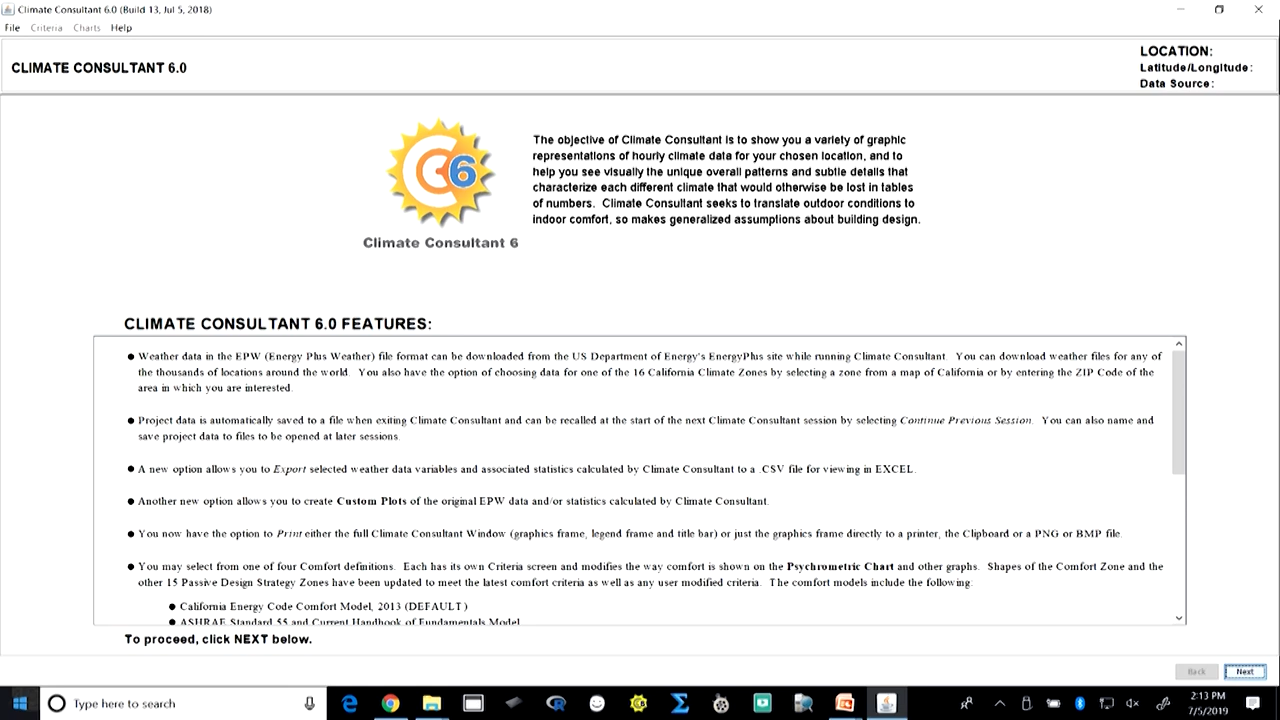 Climate Consultant 6.0 (Build 13, Jul 5, 2018)
File Criteria Charts Help
CLIMATE CONSULTANT 6.0
LOCATION:
Latitude/Longitude:
Data Source:
C6
The objective of Climate Consultant is to show you a variety of graphic
representations of hourly climate data for your chosen location, and to
help you see visually the unique overall patterns and subtle details that
characterize each different climate that would otherwise be lost in tables
of numbers. Climate Consultant seeks to translate outdoor conditions to
indoor comfort, so makes generalized assumptions about building design.
Climate Consultant 6
CLIMATE CONSULTANT 6.0 FEATURES:
● Weather data in the EPW (Energy Plus Weather) file format can be downloaded from the US Department of Energy's EnergyPlus site while running Climate Consultant. You can download weather files for any of
the thousands of locations around the world. You also have the option of choosing data for one of the 16 California Climate Zones by selecting a zone from a map of California or by entering the ZIP Code of the
area in which you are interested.
● Project data is automatically saved to a file when exiting Climate Consultant and can be recalled at the start of the next Climate Consultant session by selecting Continue Previous Session. You can also name and
save project data to files to be opened at later sessions.
● A new option allows you to Export selected weather data variables and associated statistics calculated by Climate Consultant to a .CSV file for viewing in EXCEL.
● Another new option allows you to create Custom Plots of the original EPW data and/or statistics calculated by Climate Consultant.
● You now have the option to Print either the full Climate Consultant Window (graphics frame, legend frame and title bar) or just the graphics frame directly to a printer, the Clipboard or a PNG or BMP file.
● You may select from one of four Comfort definitions. Each has its own Criteria screen and modifies the way comfort is shown on the Psychrometric Chart and other graphs. Shapes of the Comfort Zone and the
other 15 Passive Design Strategy Zones have been updated to meet the latest comfort criteria as well as any user modified criteria. The comfort models include the following:
● California Energy Code Comfort Model, 2013 (DEFAULT)
● ASHRAE Standard 55 and Current Handbook of Fundamentals Model
To proceed, click NEXT below.
Back Next
Type here to search
2:13 PM
7/5/2019